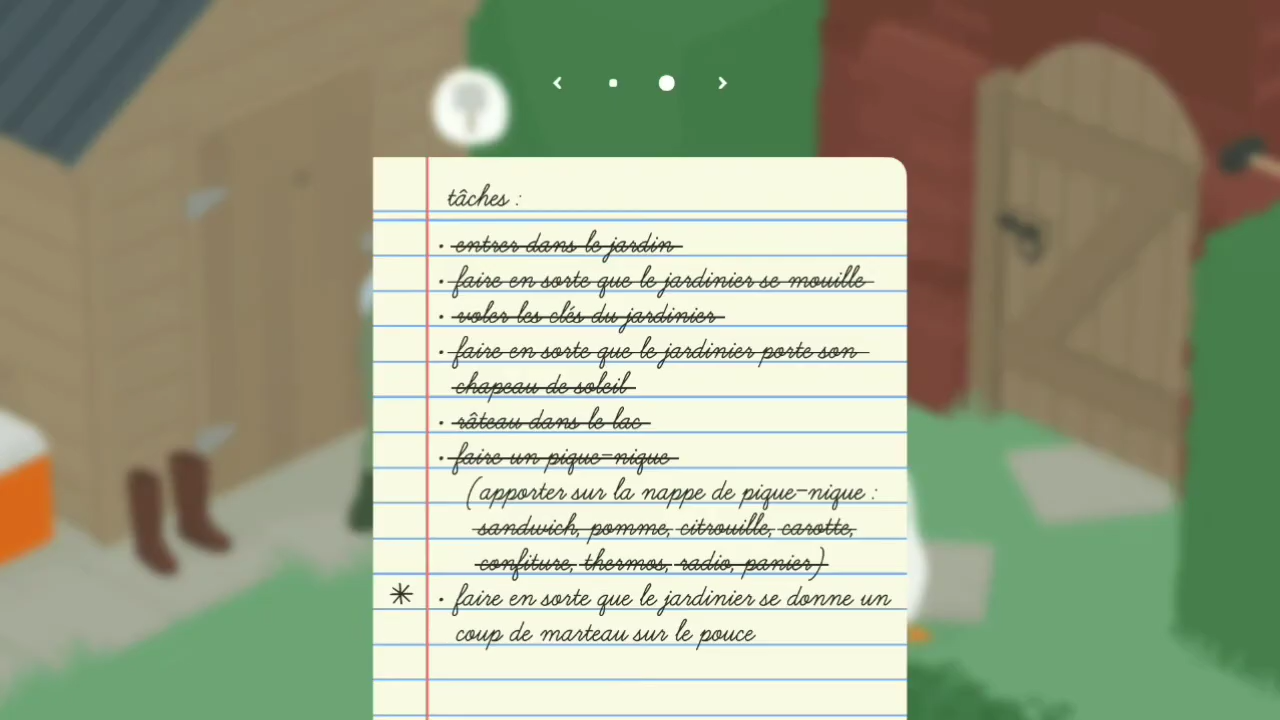 tâches :
· entrer dans le jardin
· faire en sorte que le jardinier se mouille
· voler les clés du jardinier
· faire en sorte que le jardinier porte son
chapeau de soleil
· râteau dans le lac
· faire un pique-nique
(apporter sur la nappe de pique-nique :
sandwich, pomme, citrouille, carotte,
confiture, thermos, radio, panier)
* · faire en sorte que le jardinier se donne un
coup de marteau sur le pouce